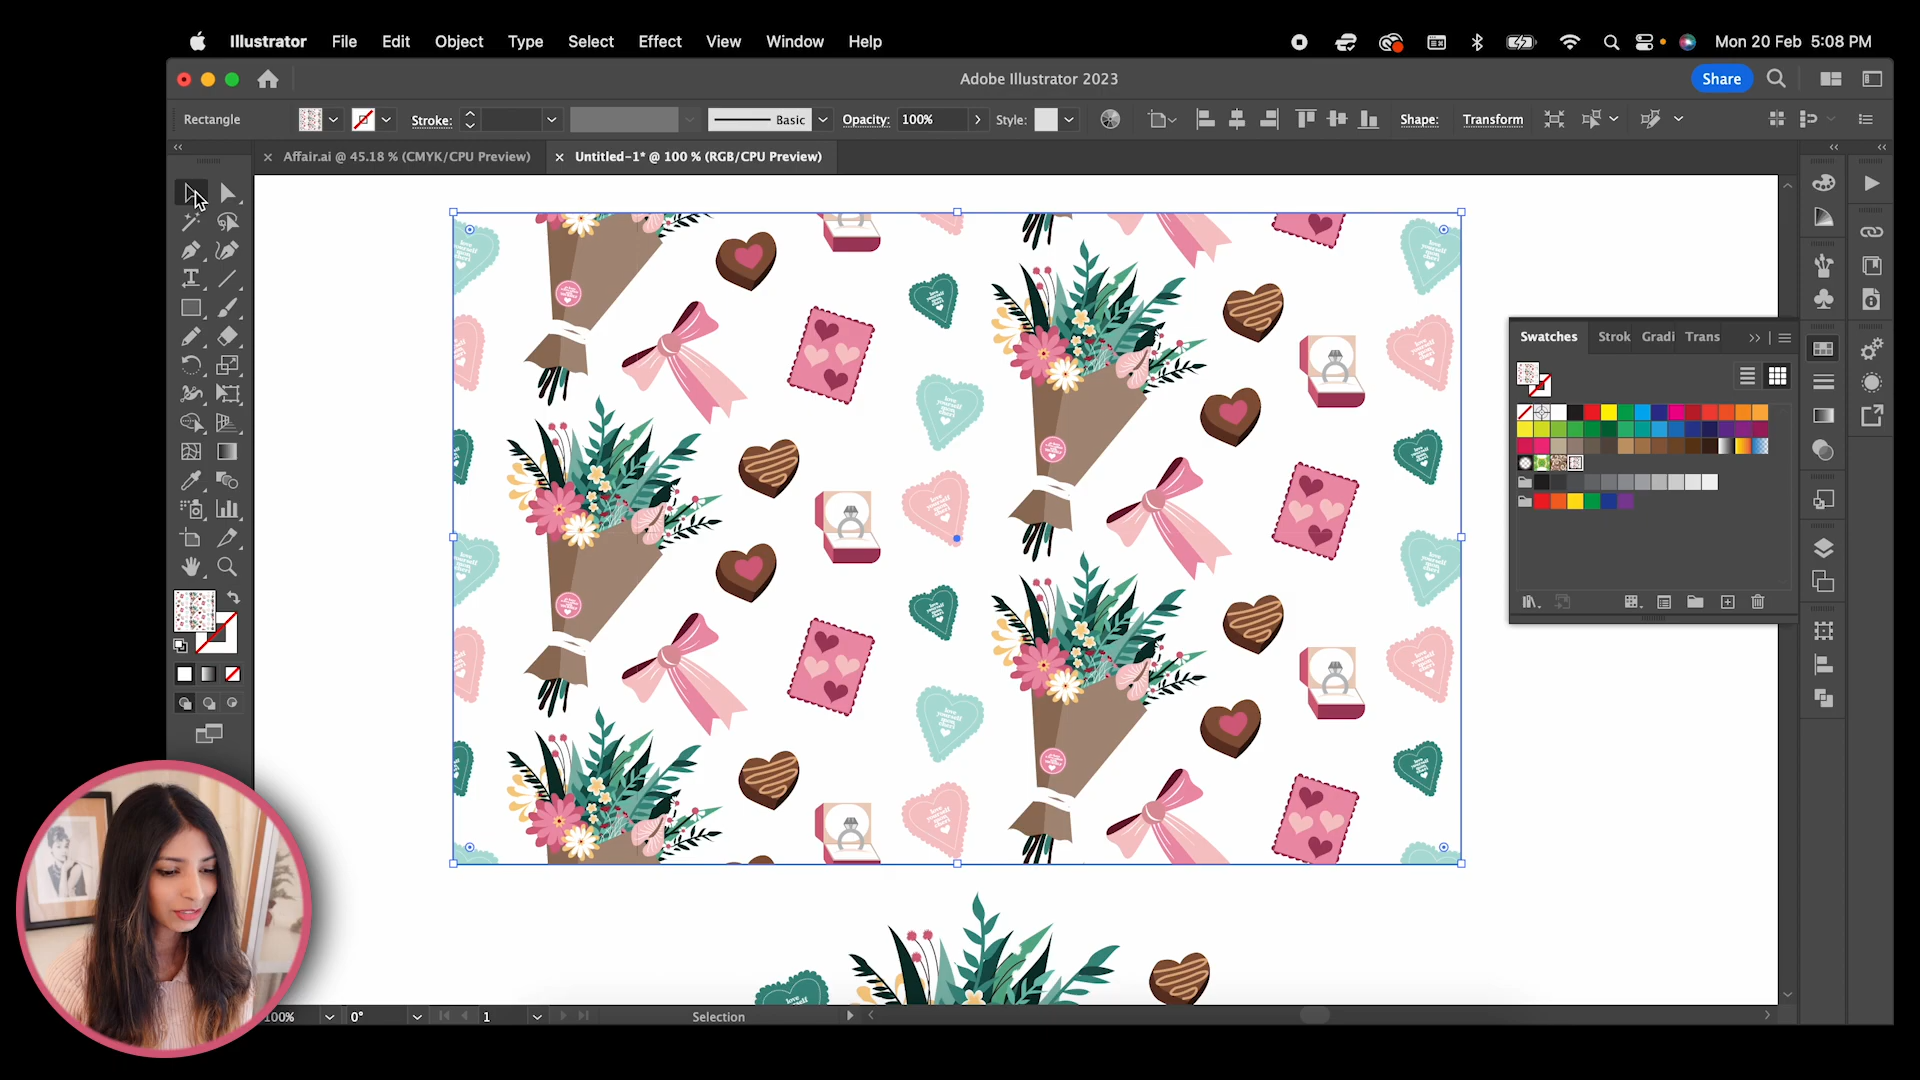 Illustrator File Edit Object Type Select Effect View Window Help
Mon 20 Feb 5:08 PM
Adobe Illustrator 2023
Share
Rectangle
Stroke:
Basic
Opacity: 100%
Style:
Shape:
Transform
Affair.ai @ 45.18 % (CMYK/CPU Preview)
Untitled-1* @ 100 % (RGB/CPU Preview)
Swatches Strok Gradi Trans
love yourself
100%
0°
1
Selection